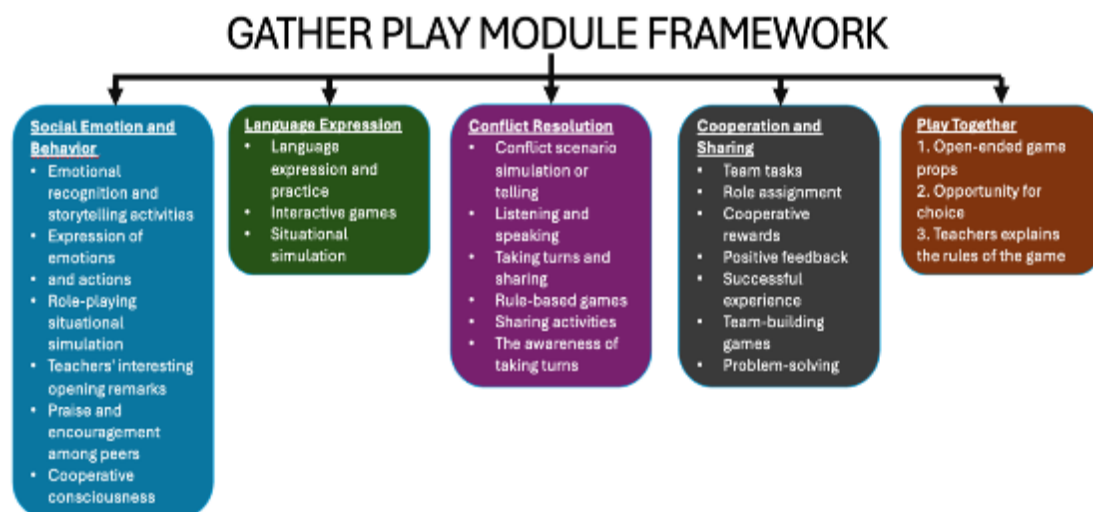 GATHER PLAY MODULE FRAMEWORK
Social Emotion and
Behavior
• Emotional
recognition and
storytelling activities
• Expression of
emotions
• and actions
• Role-playing
situational
simulation
• Teachers' interesting
opening remarks
• Praise and
encouragement
among peers
• Cooperative
consciousness
Language Expression
• Language
expression and
practice
• Interactive games
• Situational
simulation
Conflict Resolution
• Conflict scenario
simulation or
telling
• Listening and
speaking
• Taking turns and
sharing
• Rule-based games
• Sharing activities
• The awareness of
taking turns
Cooperation and
Sharing
• Team tasks
• Role assignment
• Cooperative
rewards
• Positive feedback
• Successful
experience
• Team-building
games
• Problem-solving
Play Together
1. Open-ended game
props
2. Opportunity for
choice
3. Teachers explains
the rules of the game